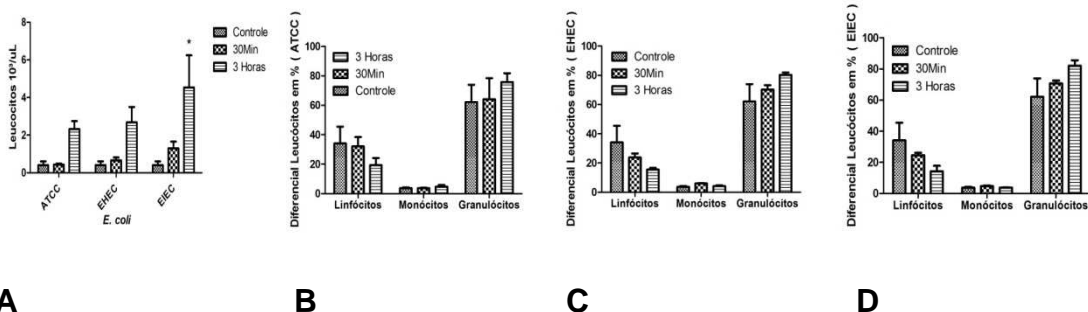 A
8
6
4
2
0
Leucocitos 10³/uL
*
Controle
30Min
3 Horas
ATCC
EHEC
EIEC
E. coli
B
100
80
60
40
20
0
Diferencial Leucócitos em % ( ATCC )
3 Horas
30Min
Controle
Linfócitos
Monócitos
Granulócitos
C
100
80
60
40
20
0
Diferencial Leucócitos em % ( EHEC )
Controle
30Min
3 Horas
Linfócitos
Monócitos
Granulócitos
D
100
80
60
40
20
0
Diferencial Leucócitos em % ( EIEC )
Controle
30Min
3 Horas
Linfócitos
Monócitos
Granulócitos
A
B
C
D